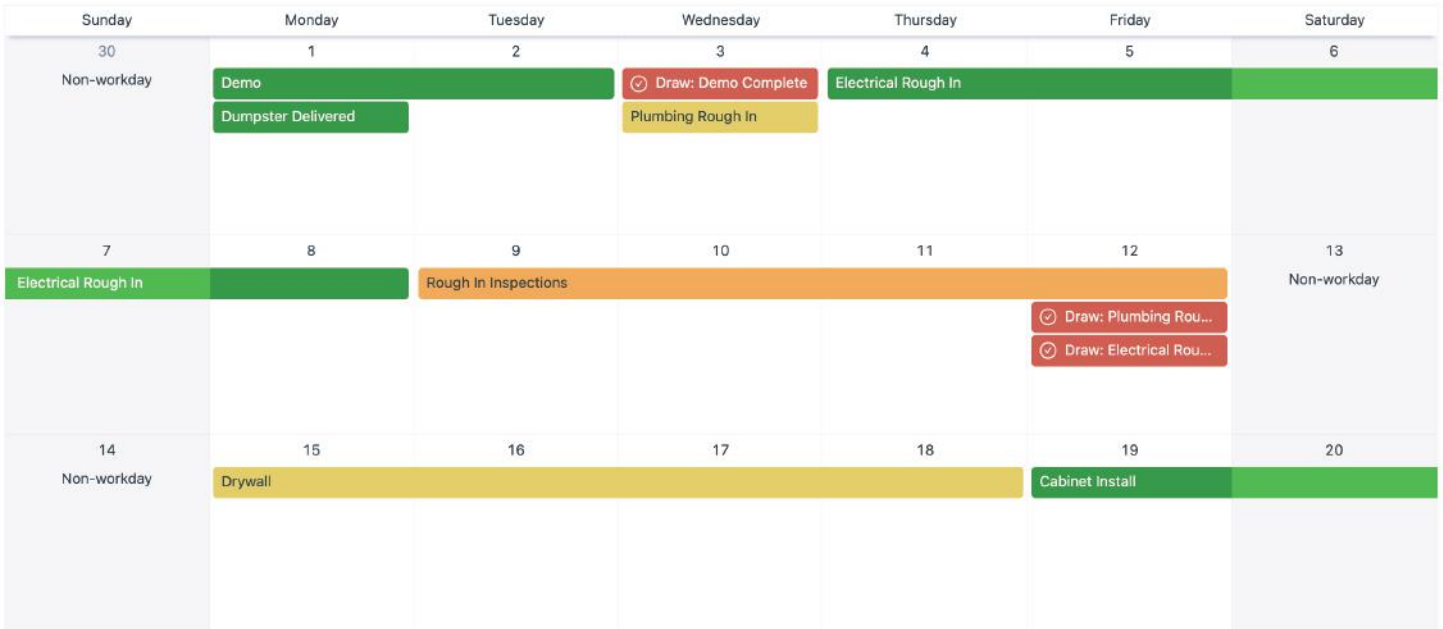 Sunday Monday Tuesday Wednesday Thursday Friday Saturday
30 1 2 3 4 5 6
Non-workday Demo Draw: Demo Complete Electrical Rough In
Dumpster Delivered Plumbing Rough In
7 8 9 10 11 12 13
Electrical Rough In Rough In Inspections Non-workday
Draw: Plumbing Rou...
Draw: Electrical Rou...
14 15 16 17 18 19 20
Non-workday Drywall Cabinet Install